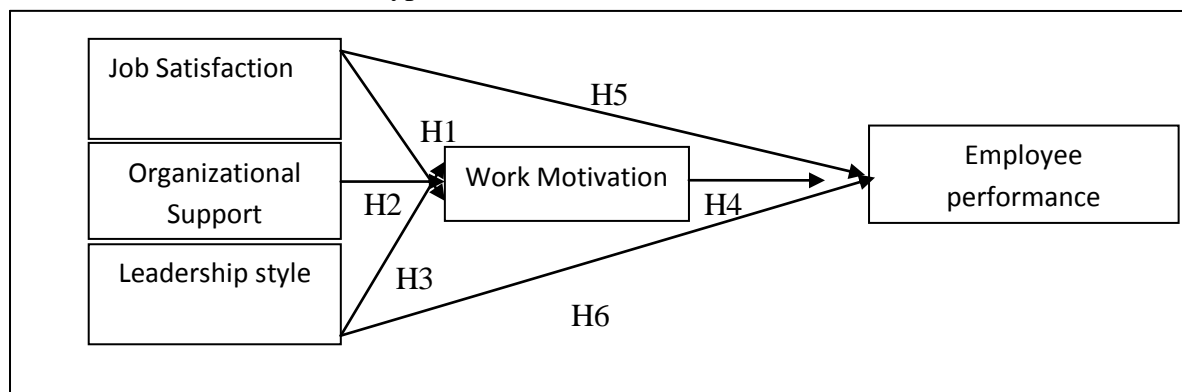 Job Satisfaction
H5
H1
Organizational
Support
Work Motivation
Employee
performance
H2
H4
Leadership style
H3
H6